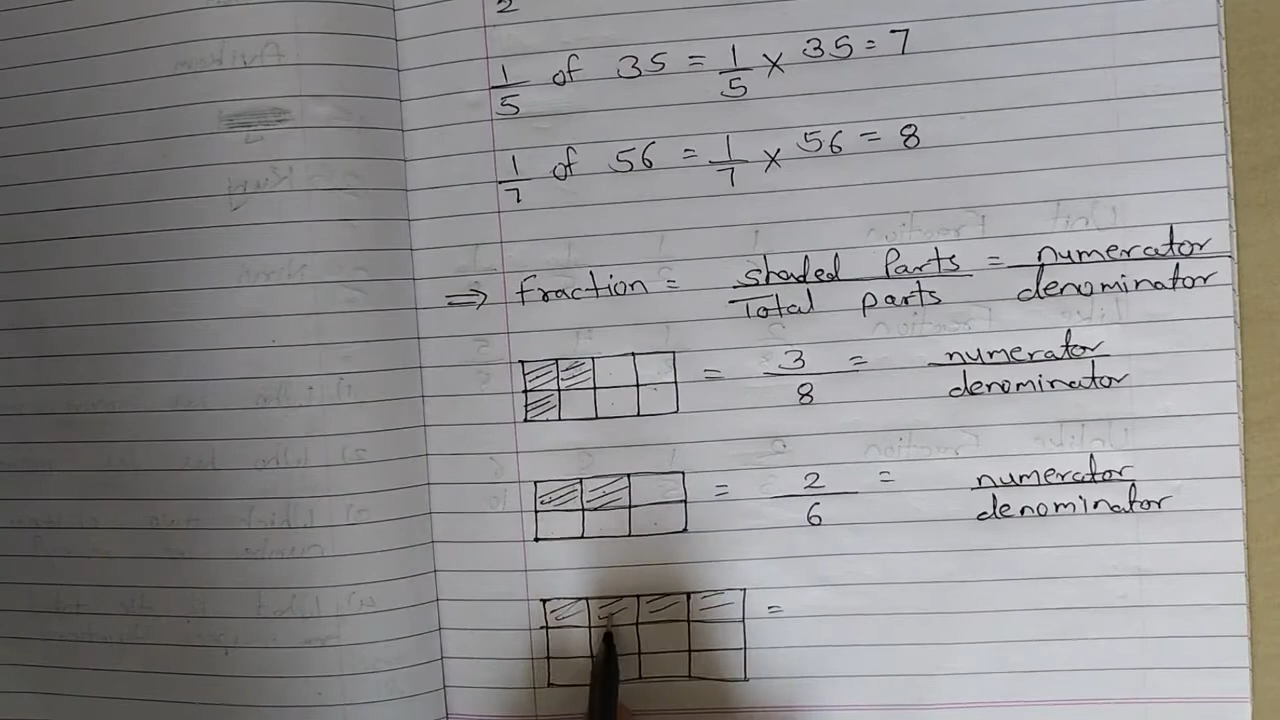 2
1/5 of 35 = 1/5 × 35 = 7
1/7 of 56 = 1/7 × 56 = 8
⇒ Fraction = shaded Parts / Total parts = numerator / denominator
= 3/8 = numerator / denominator
= 2/6 = numerator / denominator
=